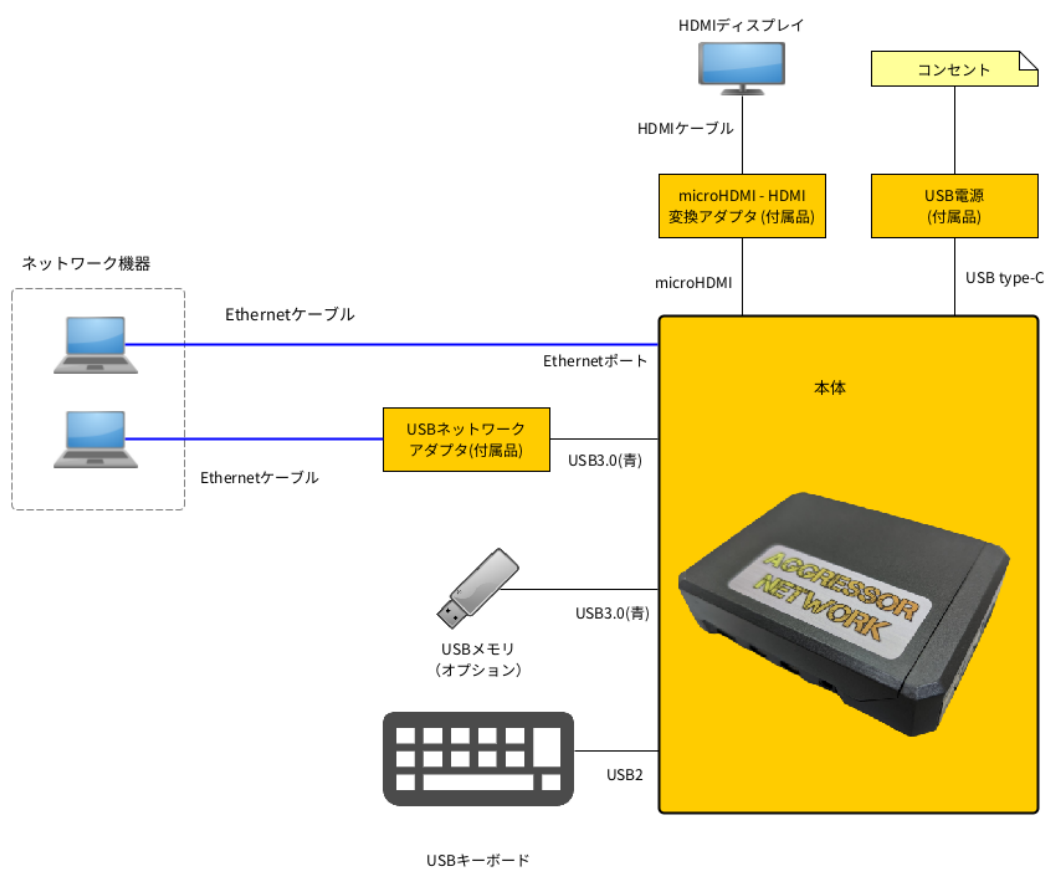 HDMIディスプレイ
コンセント
HDMIケーブル
microHDMI - HDMI
変換アダプタ (付属品)
USB電源
(付属品)
ネットワーク機器
microHDMI
USB type-C
Ethernetケーブル
Ethernetポート
本体
USBネットワーク
アダプタ(付属品)
USB3.0(青)
Ethernetケーブル
AGGRESSOR
NETWORK
USB3.0(青)
USBメモリ
（オプション）
USB2
USBキーボード